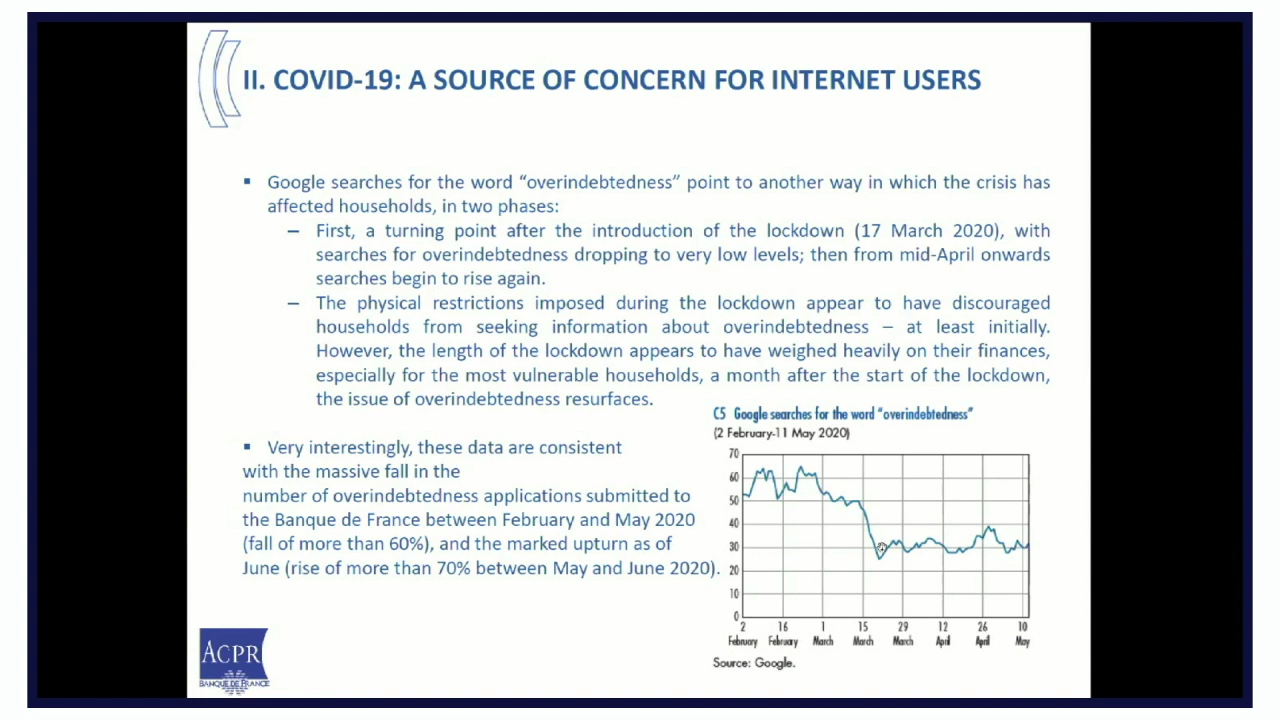 II. COVID-19: A SOURCE OF CONCERN FOR INTERNET USERS
▪ Google searches for the word “overindebtedness” point to another way in which the crisis has
affected households, in two phases:
– First, a turning point after the introduction of the lockdown (17 March 2020), with
searches for overindebtedness dropping to very low levels; then from mid-April onwards
searches begin to rise again.
– The physical restrictions imposed during the lockdown appear to have discouraged
households from seeking information about overindebtedness – at least initially.
However, the length of the lockdown appears to have weighed heavily on their finances,
especially for the most vulnerable households, a month after the start of the lockdown,
the issue of overindebtedness resurfaces.
▪ Very interestingly, these data are consistent
with the massive fall in the
number of overindebtedness applications submitted to
the Banque de France between February and May 2020
(fall of more than 60%), and the marked upturn as of
June (rise of more than 70% between May and June 2020).
C5 Google searches for the word “overindebtedness”
(2 February-11 May 2020)
70
60
50
40
30
20
10
0
2 16 1 15 29 12 26 10
February February March March March April April May
Source: Google.
ACPR
BANQUE DE FRANCE